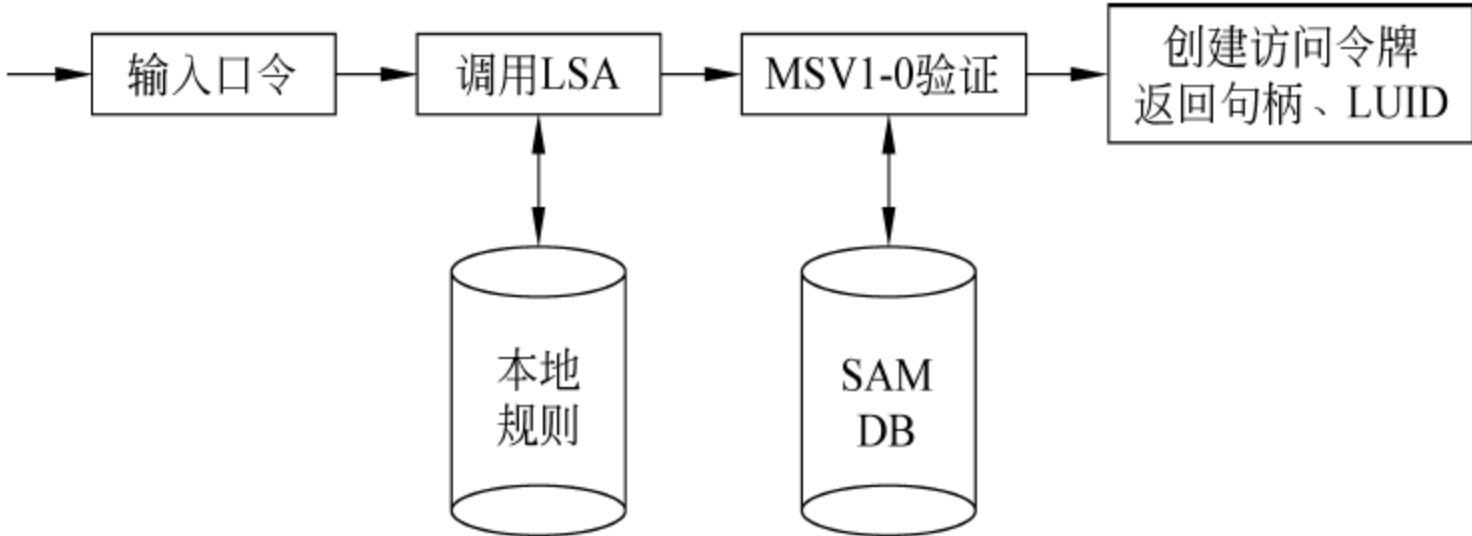 输入口令
调用LSA
MSV1-0验证
创建访问令牌
返回句柄、LUID
本地
规则
SAM
DB